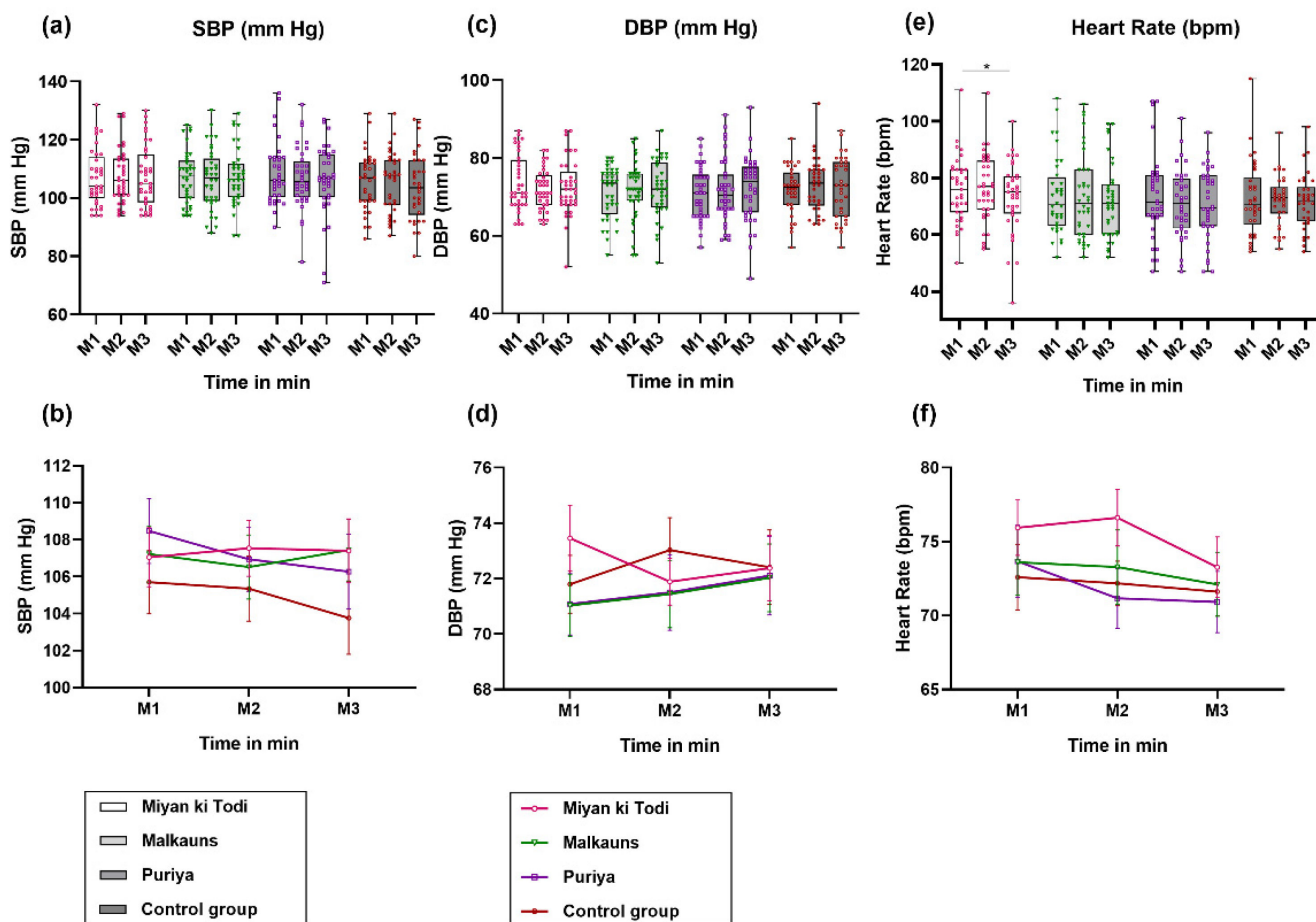 (a) SBP (mm Hg)
SBP (mm Hg)
140
120
100
80
60
M1 M2 M3 M1 M2 M3 M1 M2 M3 M1 M2 M3
Time in min
(c) DBP (mm Hg)
DBP (mm Hg)
100
80
60
40
M1 M2 M3 M1 M2 M3 M1 M2 M3 M1 M2 M3
Time in min
(e) Heart Rate (bpm)
Heart Rate (bpm)
120
100
80
60
40
*
M1 M2 M3 M1 M2 M3 M1 M2 M3 M1 M2 M3
Time in min
(b)
SBP (mm Hg)
112
110
108
106
104
102
100
M1 M2 M3
Time in min
(d)
DBP (mm Hg)
76
74
72
70
68
M1 M2 M3
Time in min
(f)
Heart Rate (bpm)
80
75
70
65
M1 M2 M3
Time in min
Miyan ki Todi
Malkauns
Puriya
Control group
Miyan ki Todi
Malkauns
Puriya
Control group